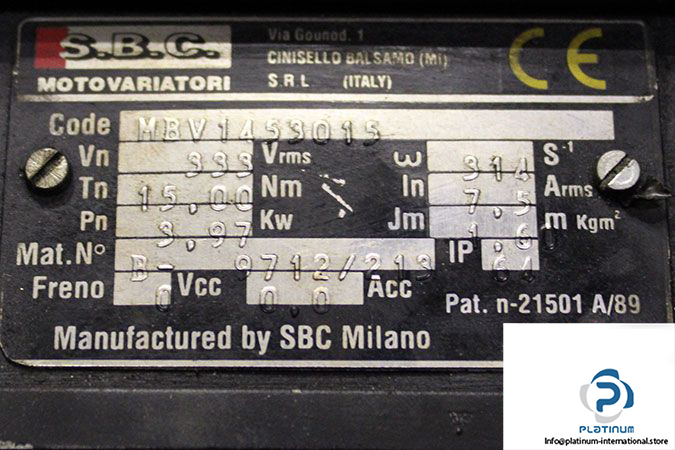 S.B.C.
MOTOVARIATORI
Via Gounod. 1
CINISELLO BALSAMO (MI)
S.R.L (ITALY)
CE
Code MBV1453015
Vn 333 Vrms ω 314 S-1
Tn 15,00 Nm In 7,5 Arms
Pn 3,97 Kw Jm 1,60 m Kgm2
Mat.N° B- 9712/213 IP 64
Freno 0 Vcc 0,0 Acc
Pat. n-21501 A/89
Manufactured by SBC Milano
PLATINUM
Info@platinum-international.store